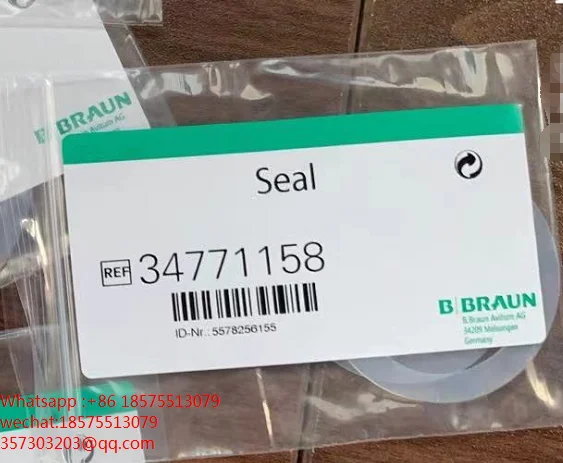 B BRAUN
Seal
REF 34771158
ID-Nr.: 5578256155
B BRAUN
B. Braun Avitum AG
34209 Melsungen
Germany
Whatsapp :+86 18575513079
wechat:18575513079
357303203@qq.com